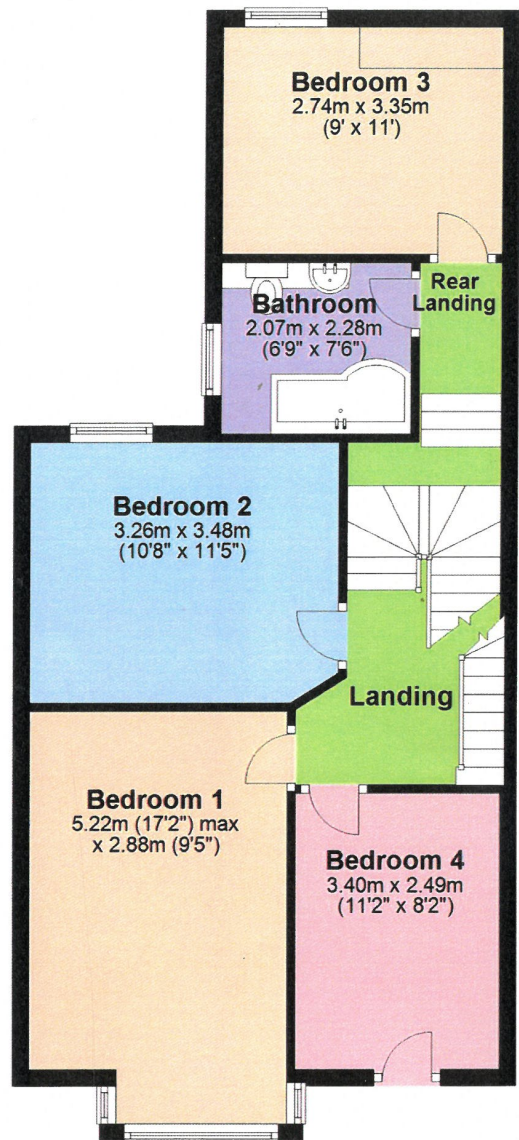 Bedroom 3
2.74m x 3.35m
(9' x 11')
Rear
Landing
Bathroom
2.07m x 2.28m
(6'9" x 7'6")
Bedroom 2
3.26m x 3.48m
(10'8" x 11'5")
Landing
Bedroom 1
5.22m (17'2") max
x 2.88m (9'5")
Bedroom 4
3.40m x 2.49m
(11'2" x 8'2")